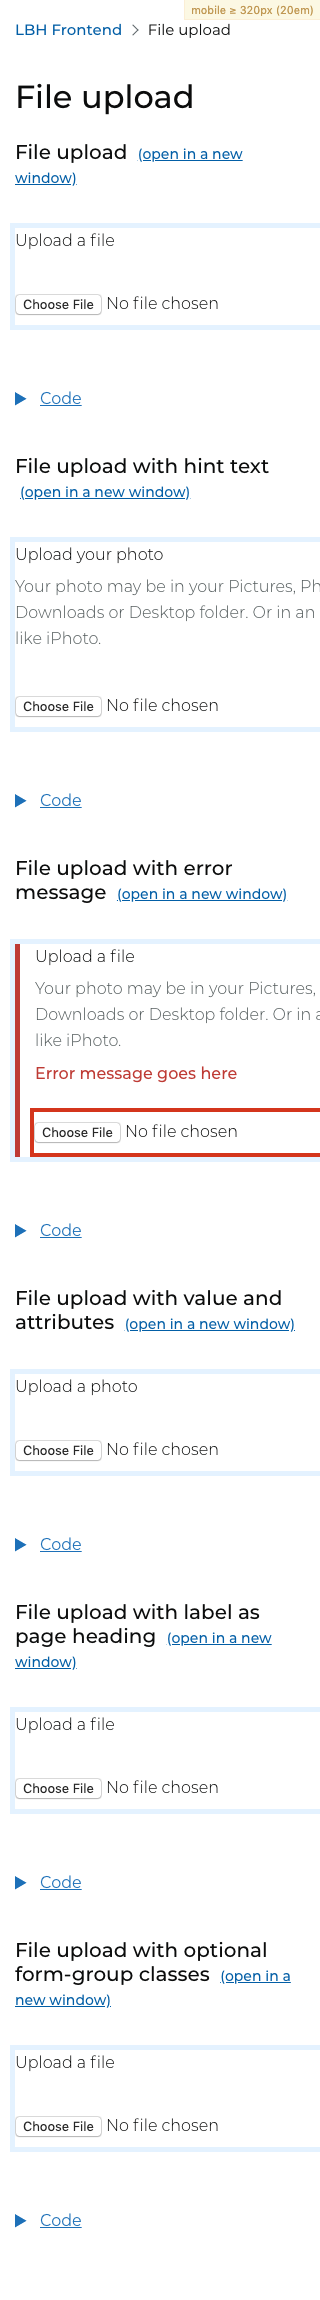 mobile ≥ 320px (20em)
LBH Frontend > File upload
File upload
File upload (open in a new
window)
Upload a file
Choose File No file chosen
Code
File upload with hint text
(open in a new window)
Upload your photo
Your photo may be in your Pictures, Ph
Downloads or Desktop folder. Or in an
like iPhoto.
Choose File No file chosen
Code
File upload with error
message (open in a new window)
Upload a file
Your photo may be in your Pictures,
Downloads or Desktop folder. Or in a
like iPhoto.
Error message goes here
Choose File No file chosen
Code
File upload with value and
attributes (open in a new window)
Upload a photo
Choose File No file chosen
Code
File upload with label as
page heading (open in a new
window)
Upload a file
Choose File No file chosen
Code
File upload with optional
form-group classes (open in a
new window)
Upload a file
Choose File No file chosen
Code